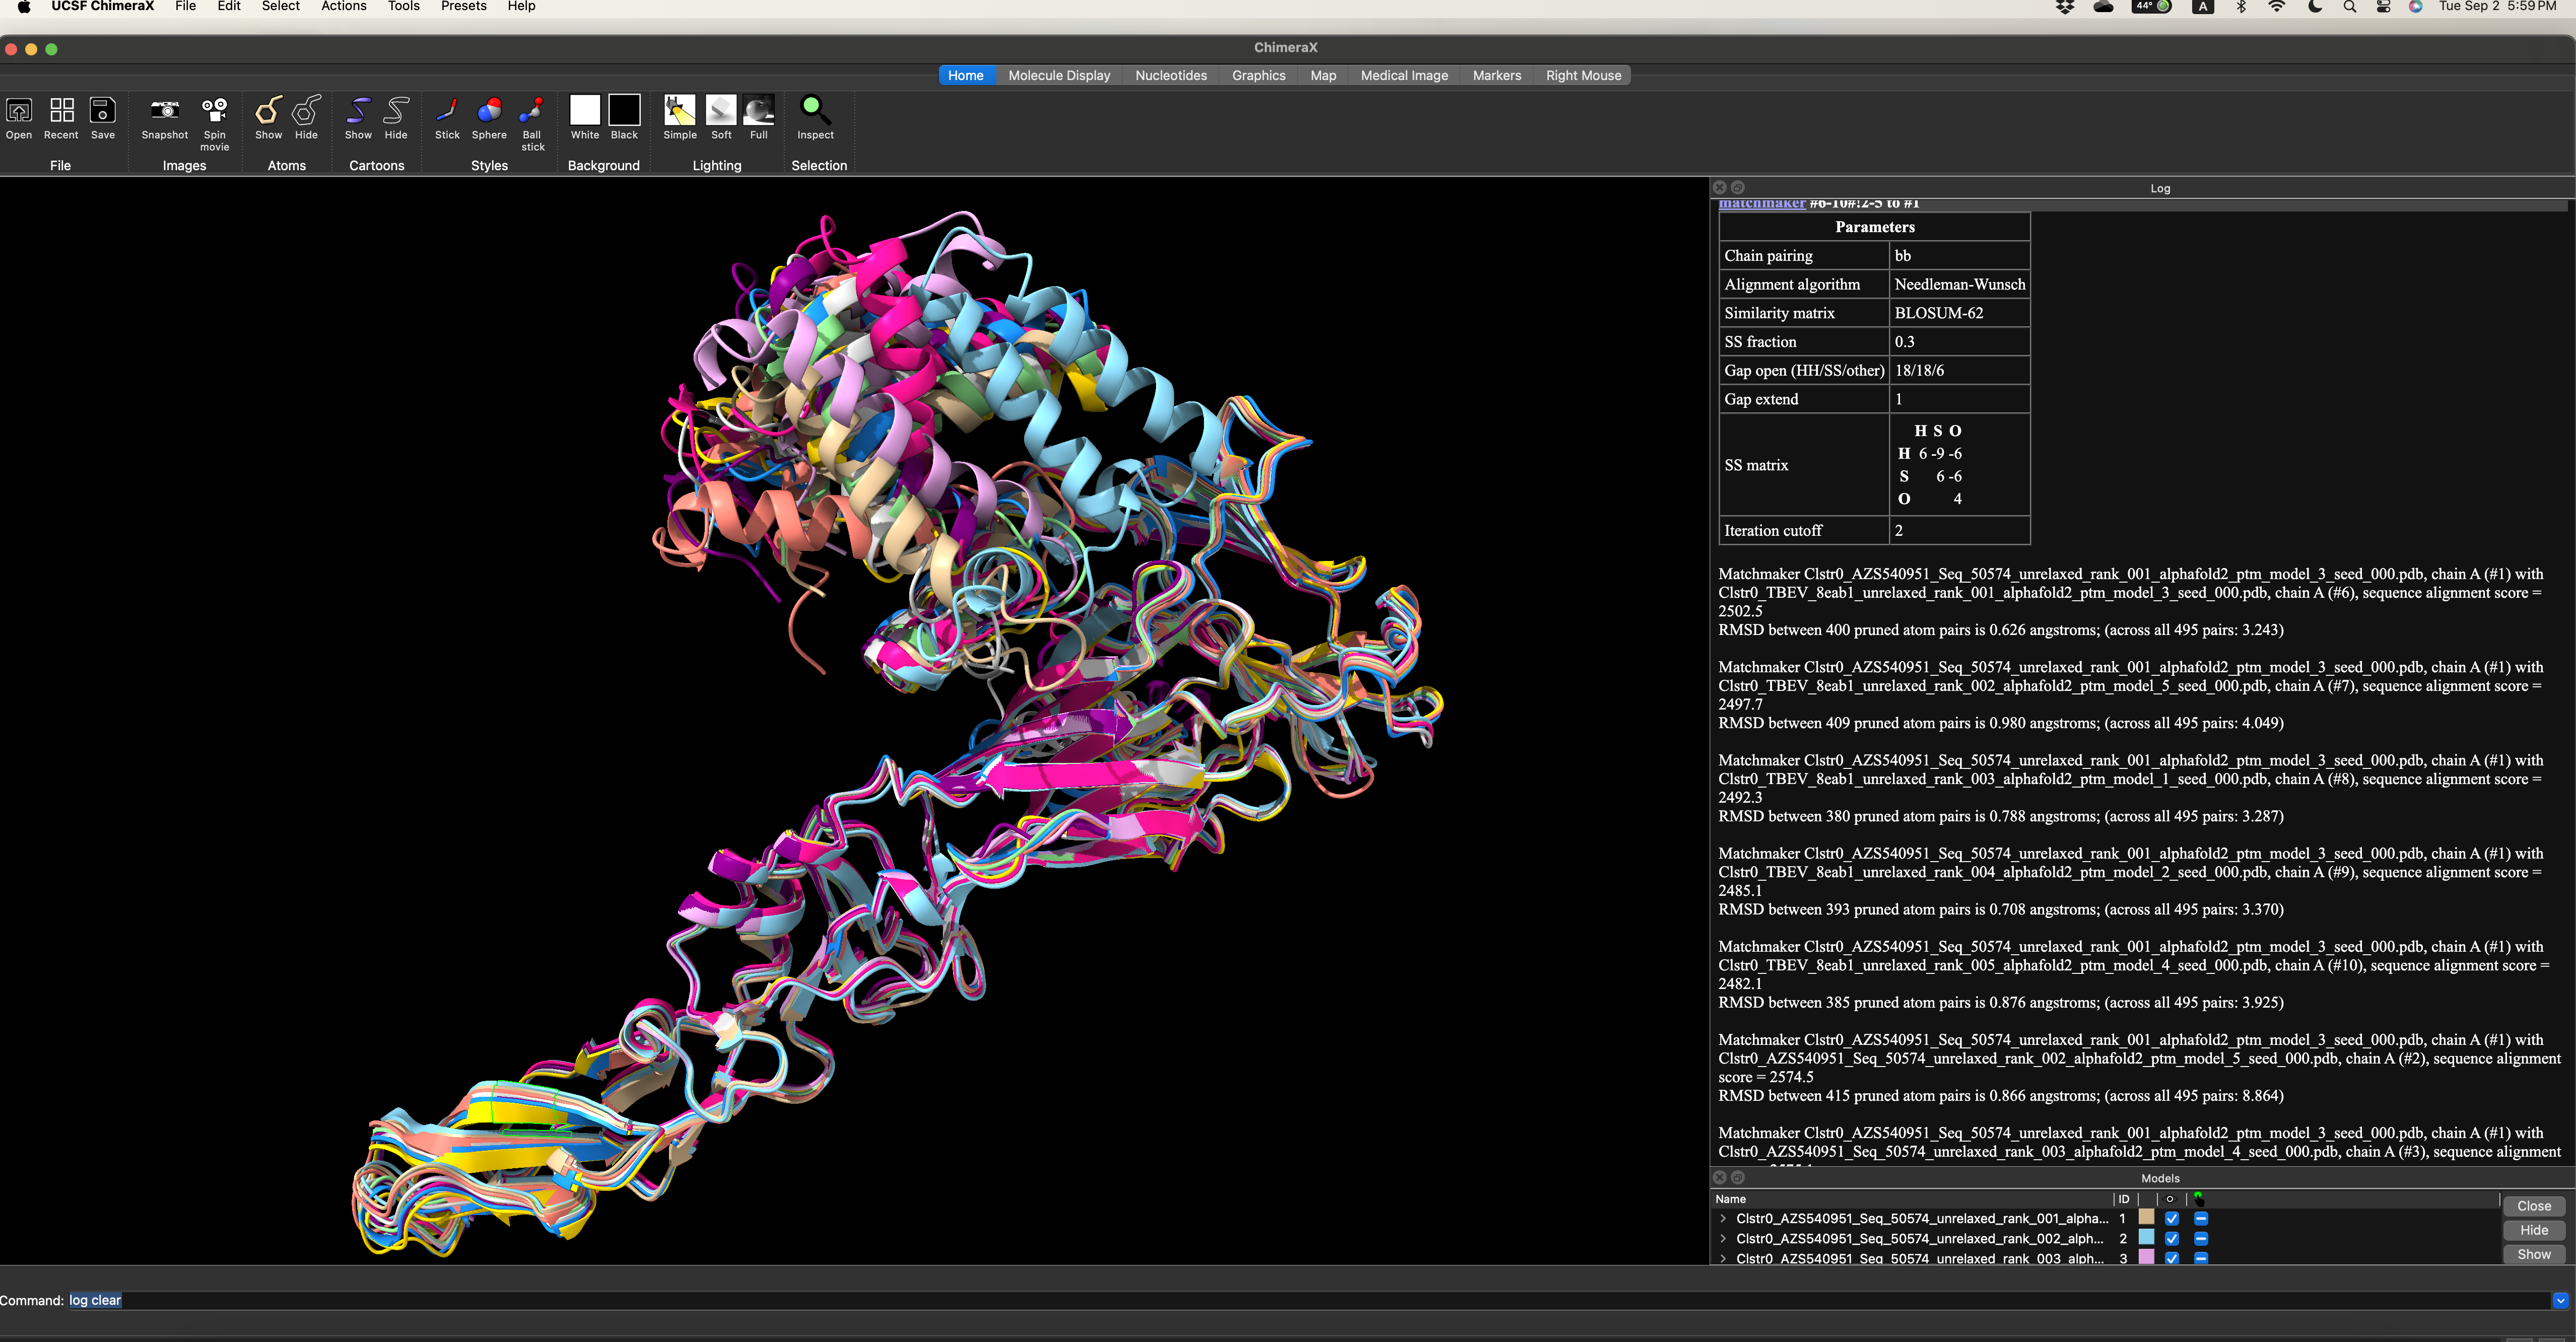 UCSF ChimeraX File Edit Select Actions Tools Presets Help 44° A Tue Sep 2 5:59 PM
ChimeraX
Home Molecule Display Nucleotides Graphics Map Medical Image Markers Right Mouse
Open Recent Save Snapshot Spin movie Show Hide Show Hide Stick Sphere Ball stick White Black Simple Soft Full Inspect
File Images Atoms Cartoons Styles Background Lighting Selection
Log
matchmaker #6-10#!2-5 to #1
Parameters
Chain pairing bb
Alignment algorithm Needleman-Wunsch
Similarity matrix BLOSUM-62
SS fraction 0.3
Gap open (HH/SS/other) 18/18/6
Gap extend 1
SS matrix
H S O
H 6 -9 -6
S 6 -6
O 4
Iteration cutoff 2
Matchmaker Clstr0_AZS540951_Seq_50574_unrelaxed_rank_001_alphafold2_ptm_model_3_seed_000.pdb, chain A (#1) with
Clstr0_TBEV_8eab1_unrelaxed_rank_001_alphafold2_ptm_model_3_seed_000.pdb, chain A (#6), sequence alignment score =
2502.5
RMSD between 400 pruned atom pairs is 0.626 angstroms; (across all 495 pairs: 3.243)
Matchmaker Clstr0_AZS540951_Seq_50574_unrelaxed_rank_001_alphafold2_ptm_model_3_seed_000.pdb, chain A (#1) with
Clstr0_TBEV_8eab1_unrelaxed_rank_002_alphafold2_ptm_model_5_seed_000.pdb, chain A (#7), sequence alignment score =
2497.7
RMSD between 409 pruned atom pairs is 0.980 angstroms; (across all 495 pairs: 4.049)
Matchmaker Clstr0_AZS540951_Seq_50574_unrelaxed_rank_001_alphafold2_ptm_model_3_seed_000.pdb, chain A (#1) with
Clstr0_TBEV_8eab1_unrelaxed_rank_003_alphafold2_ptm_model_1_seed_000.pdb, chain A (#8), sequence alignment score =
2492.3
RMSD between 380 pruned atom pairs is 0.788 angstroms; (across all 495 pairs: 3.287)
Matchmaker Clstr0_AZS540951_Seq_50574_unrelaxed_rank_001_alphafold2_ptm_model_3_seed_000.pdb, chain A (#1) with
Clstr0_TBEV_8eab1_unrelaxed_rank_004_alphafold2_ptm_model_2_seed_000.pdb, chain A (#9), sequence alignment score =
2485.1
RMSD between 393 pruned atom pairs is 0.708 angstroms; (across all 495 pairs: 3.370)
Matchmaker Clstr0_AZS540951_Seq_50574_unrelaxed_rank_001_alphafold2_ptm_model_3_seed_000.pdb, chain A (#1) with
Clstr0_TBEV_8eab1_unrelaxed_rank_005_alphafold2_ptm_model_4_seed_000.pdb, chain A (#10), sequence alignment score =
2482.1
RMSD between 385 pruned atom pairs is 0.876 angstroms; (across all 495 pairs: 3.925)
Matchmaker Clstr0_AZS540951_Seq_50574_unrelaxed_rank_001_alphafold2_ptm_model_3_seed_000.pdb, chain A (#1) with
Clstr0_AZS540951_Seq_50574_unrelaxed_rank_002_alphafold2_ptm_model_5_seed_000.pdb, chain A (#2), sequence alignment
score = 2574.5
RMSD between 415 pruned atom pairs is 0.866 angstroms; (across all 495 pairs: 8.864)
Matchmaker Clstr0_AZS540951_Seq_50574_unrelaxed_rank_001_alphafold2_ptm_model_3_seed_000.pdb, chain A (#1) with
Clstr0_AZS540951_Seq_50574_unrelaxed_rank_003_alphafold2_ptm_model_4_seed_000.pdb, chain A (#3), sequence alignment
Models
Name ID
Clstr0_AZS540951_Seq_50574_unrelaxed_rank_001_alpha... 1
Clstr0_AZS540951_Seq_50574_unrelaxed_rank_002_alph... 2
Clstr0_AZS540951_Seq_50574_unrelaxed_rank_003_alph... 3
Close
Hide
Show
Command: log clear